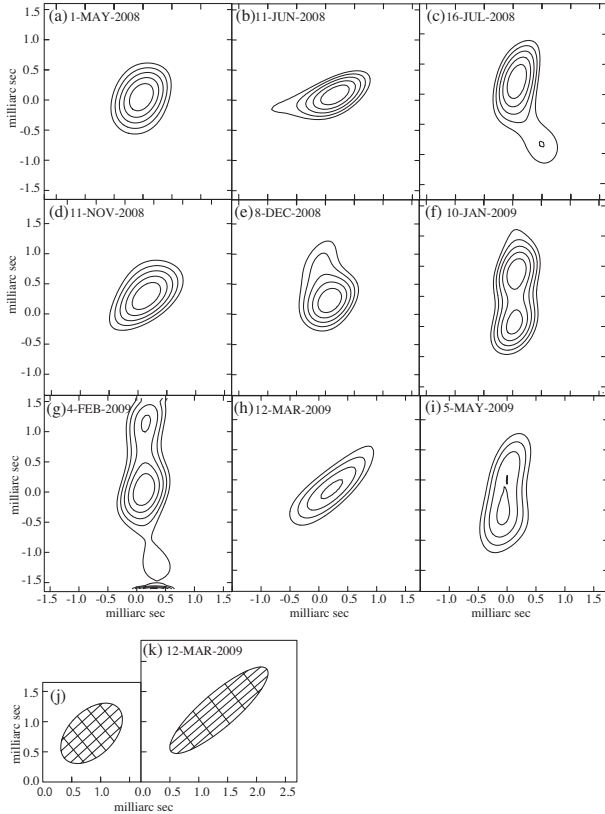 (a) 1-MAY-2008
(b) 11-JUN-2008
(c) 16-JUL-2008
1.5
1.0
0.5
0.0
-0.5
-1.0
-1.5
milliarc sec
(d) 11-NOV-2008
(e) 8-DEC-2008
(f) 10-JAN-2009
1.5
1.0
0.5
0.0
-0.5
-1.0
milliarc sec
(g) 4-FEB-2009
(h) 12-MAR-2009
(i) 5-MAY-2009
1.5
1.0
0.5
0.0
-0.5
-1.0
-1.5
milliarc sec
-1.5 -1.0 -0.5 0.0 0.5 1.0 1.5
-1.0 -0.5 0.0 0.5 1.0
-1.0 -0.5 0.0 0.5 1.0 1.5
milliarc sec
milliarc sec
milliarc sec
(j)
(k) 12-MAR-2009
1.5
1.0
0.5
0.0
milliarc sec
0.0 0.5 1.0 0.0 0.5 1.0 1.5 2.0 2.5
milliarc sec